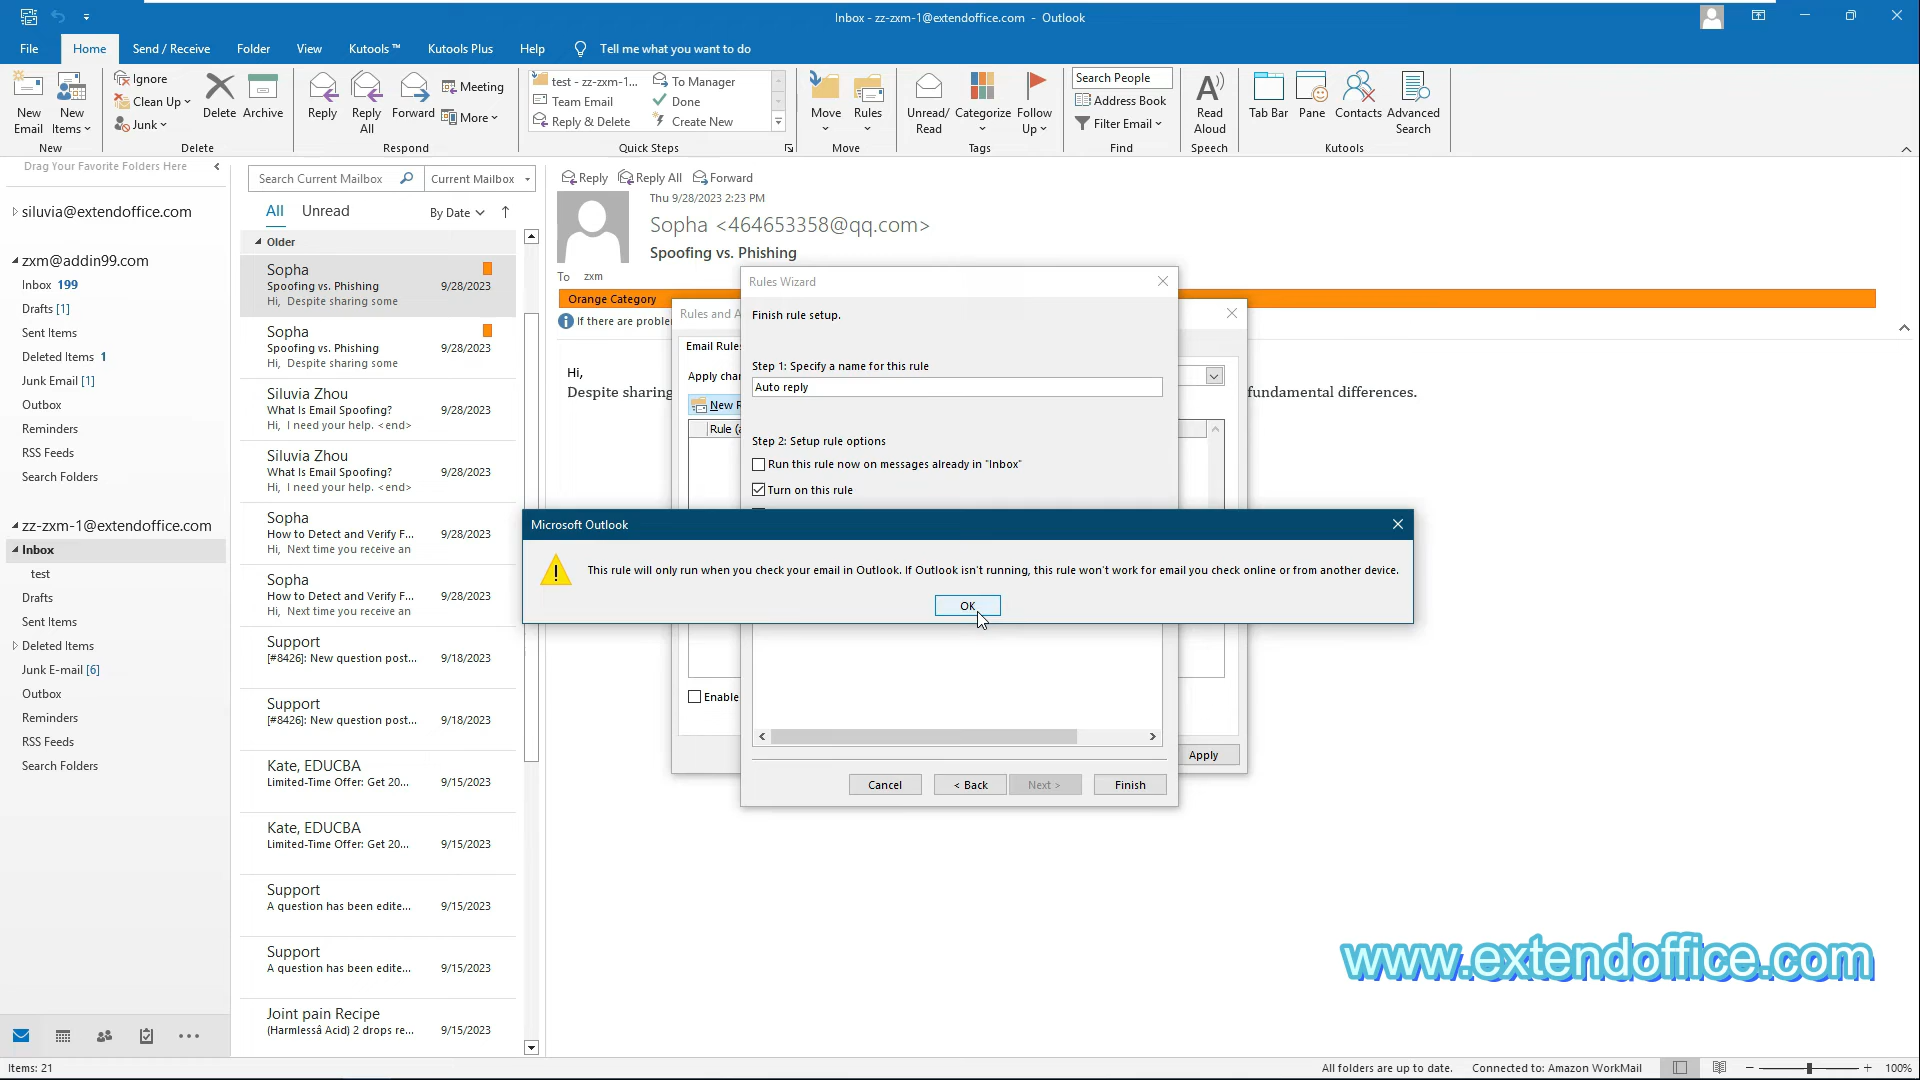 Inbox - zz-zxm-1@extendoffice.com - Outlook
File Home Send / Receive Folder View Kutools ™ Kutools Plus Help Tell me what you want to do
New Email
New Items
New
Ignore
Clean Up
Junk
Delete
Archive
Delete
Reply
Reply All
Forward
Meeting
More
Respond
test - zz-zxm-1...
Team Email
Reply & Delete
To Manager
Done
Create New
Quick Steps
Move
Rules
Move
Unread/ Read
Categorize
Follow Up
Tags
Search People
Address Book
Filter Email
Find
Read Aloud
Speech
Tab Bar
Pane
Contacts
Advanced Search
Kutools
Drag Your Favorite Folders Here
siluvia@extendoffice.com
zxm@addin99.com
Inbox 199
Drafts [1]
Sent Items
Deleted Items 1
Junk Email [1]
Outbox
Reminders
RSS Feeds
Search Folders
zz-zxm-1@extendoffice.com
Inbox
test
Drafts
Sent Items
Deleted Items
Junk E-mail [6]
Outbox
Reminders
RSS Feeds
Search Folders
Search Current Mailbox
Current Mailbox
All Unread By Date
Older
Sopha
Spoofing vs. Phishing 9/28/2023
Hi, Despite sharing some
Sopha
Spoofing vs. Phishing 9/28/2023
Hi, Despite sharing some
Siluvia Zhou
What Is Email Spoofing? 9/28/2023
Hi, I need your help. <end>
Siluvia Zhou
What Is Email Spoofing? 9/28/2023
Hi, I need your help. <end>
Sopha
How to Detect and Verify F... 9/28/2023
Hi, Next time you receive an
Sopha
How to Detect and Verify F... 9/28/2023
Hi, Next time you receive an
Support
[#8426]: New question post... 9/18/2023
Support
[#8426]: New question post... 9/18/2023
Kate, EDUCBA
Limited-Time Offer: Get 20... 9/15/2023
Kate, EDUCBA
Limited-Time Offer: Get 20... 9/15/2023
Support
A question has been edite... 9/15/2023
Support
A question has been edite... 9/15/2023
Joint pain Recipe
(Harmlessâ Acid) 2 drops re... 9/15/2023
Reply Reply All Forward
Thu 9/28/2023 2:23 PM
Sopha <464653358@qq.com>
Spoofing vs. Phishing
To zxm
Orange Category
If there are proble
Hi,
Despite sharing
fundamental differences.
Rules and A
Email Rules
Apply chan
New R
Rule (a
Enable
Apply
Rules Wizard
Finish rule setup.
Step 1: Specify a name for this rule
Auto reply
Step 2: Setup rule options
Run this rule now on messages already in "Inbox"
Turn on this rule
Microsoft Outlook
This rule will only run when you check your email in Outlook. If Outlook isn't running, this rule won't work for email you check online or from another device.
OK
Cancel < Back Next > Finish
www.extendoffice.com
Items: 21
All folders are up to date. Connected to: Amazon WorkMail 100%